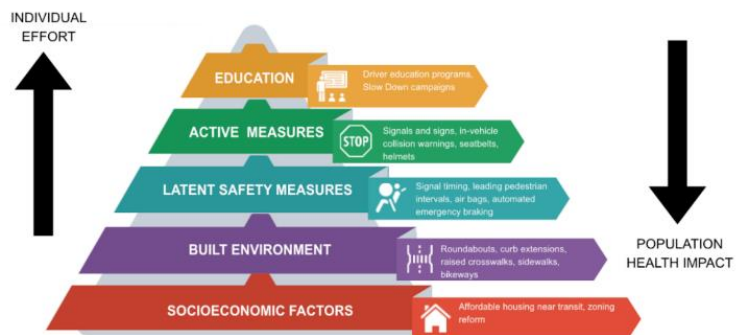 INDIVIDUAL
EFFORT
EDUCATION
Driver education programs,
Slow Down campaigns
ACTIVE MEASURES
STOP
Signals and signs, in-vehicle
collision warnings, seatbelts,
helmets
LATENT SAFETY MEASURES
Signal timing, leading pedestrian
intervals, air bags, automated
emergency braking
BUILT ENVIRONMENT
Roundabouts, curb extensions,
raised crosswalks, sidewalks,
bikeways
SOCIOECONOMIC FACTORS
Affordable housing near transit, zoning
reform
POPULATION
HEALTH IMPACT